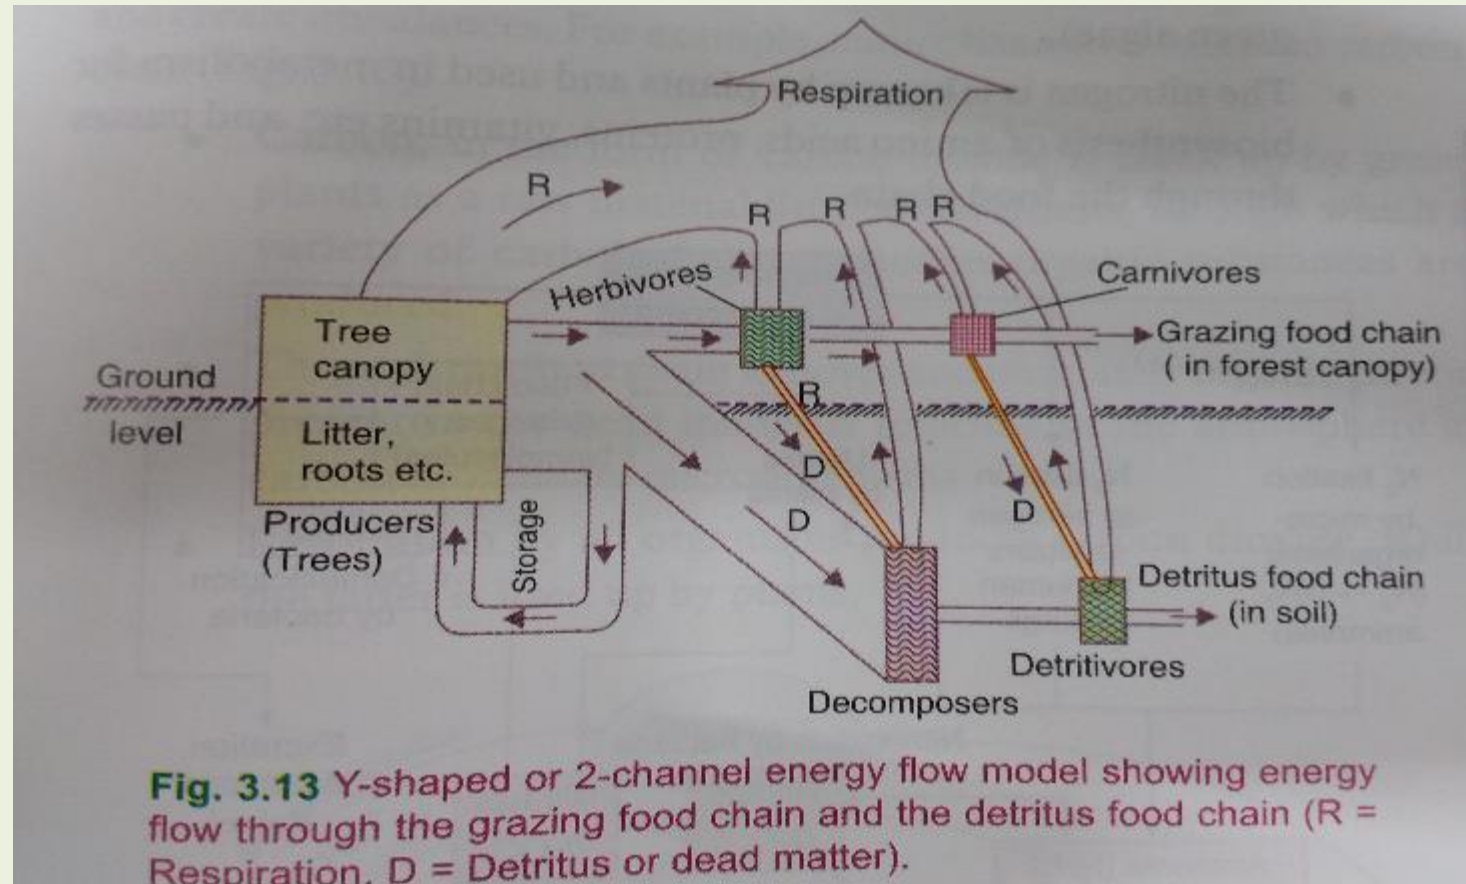 Respiration
R
R
R
R
R
Herbivores
Carnivores
Tree
canopy
Grazing food chain
( in forest canopy)
Ground
level
R
Litter,
roots etc.
D
D
D
Producers
(Trees)
Storage
Detritus food chain
(in soil)
Detritivores
Decomposers
Fig. 3.13 Y-shaped or 2-channel energy flow model showing energy
flow through the grazing food chain and the detritus food chain (R =
Respiration, D = Detritus or dead matter).